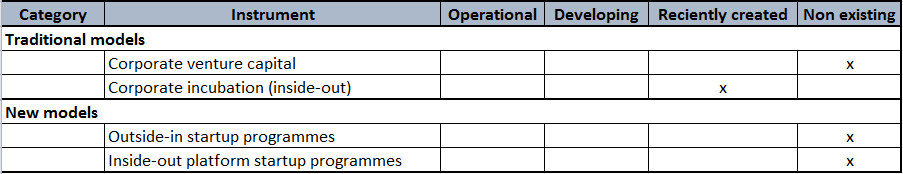 Category Instrument Operational Developing Reciently created Non existing
Traditional models
Corporate venture capital x
Corporate incubation (inside-out) x
New models
Outside-in startup programmes x
Inside-out platform startup programmes x